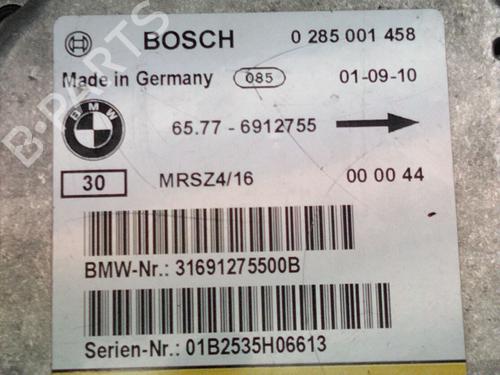 BOSCH 0 285 001 458
Made in Germany 085 01-09-10
BMW 65.77 - 6912755
30 MRSZ4/16 00 00 44
BMW-Nr.: 31691275500B
Serien-Nr.: 01B2535H06613
B-PARTS